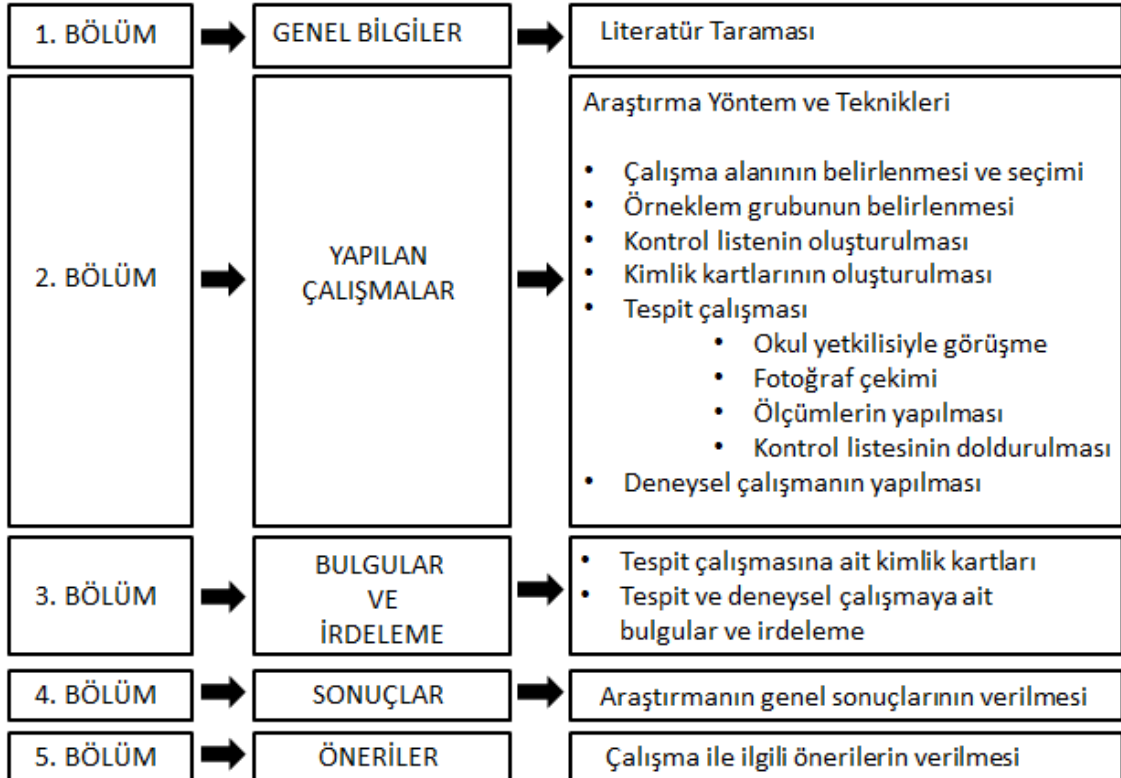 1. BÖLÜM
GENEL BİLGİLER
Literatür Taraması
2. BÖLÜM
YAPILAN
ÇALIŞMALAR
Araştırma Yöntem ve Teknikleri
• Çalışma alanının belirlenmesi ve seçimi
• Örneklem grubunun belirlenmesi
• Kontrol listenin oluşturulması
• Kimlik kartlarının oluşturulması
• Tespit çalışması
• Okul yetkilisiyle görüşme
• Fotoğraf çekimi
• Ölçümlerin yapılması
• Kontrol listesinin doldurulması
• Deneysel çalışmanın yapılması
3. BÖLÜM
BULGULAR
VE
İRDELEME
• Tespit çalışmasına ait kimlik kartları
• Tespit ve deneysel çalışmaya ait
bulgular ve irdeleme
4. BÖLÜM
SONUÇLAR
Araştırmanın genel sonuçlarının verilmesi
5. BÖLÜM
ÖNERİLER
Çalışma ile ilgili önerilerin verilmesi